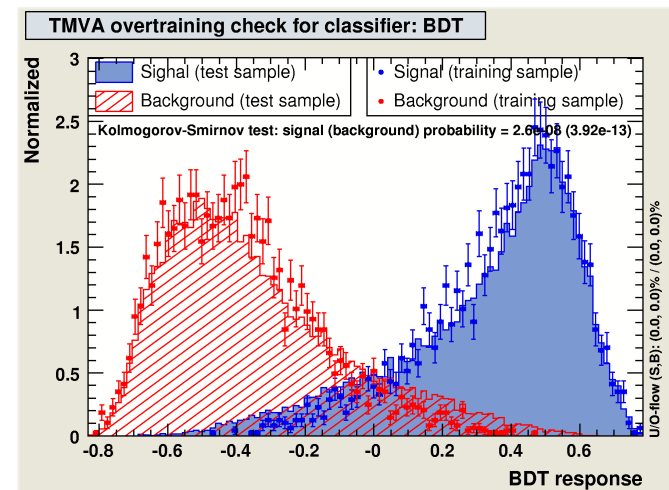 TMVA overtraining check for classifier: BDT
Normalized
3
2.5
2
1.5
1
0.5
0
Signal (test sample)
Background (test sample)
Signal (training sample)
Background (training sample)
Kolmogorov-Smirnov test: signal (background) probability = 2.6e-08 (3.92e-13)
-0.8 -0.6 -0.4 -0.2 -0 0.2 0.4 0.6
BDT response
U/O-flow (S,B): (0.0, 0.0)% / (0.0, 0.0)%